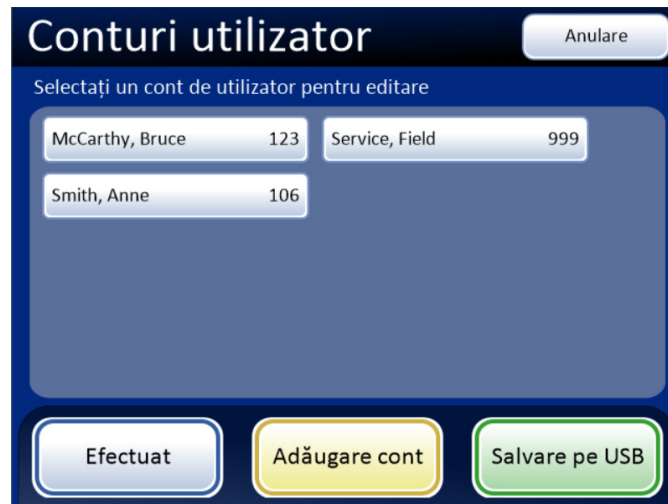 Conturi utilizator
Anulare
Selectați un cont de utilizator pentru editare
McCarthy, Bruce 123
Service, Field 999
Smith, Anne 106
Efectuat
Adăugare cont
Salvare pe USB